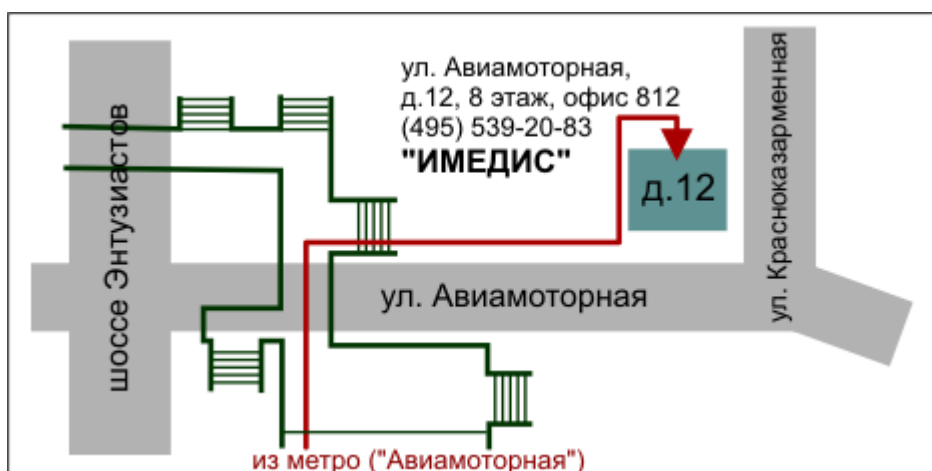 ул. Авиамоторная,
д.12, 8 этаж, офис 812
(495) 539-20-83
"ИМЕДИС"
шоссе Энтузиастов
д.12
ул. Красноказарменная
ул. Авиамоторная
из метро ("Авиамоторная")